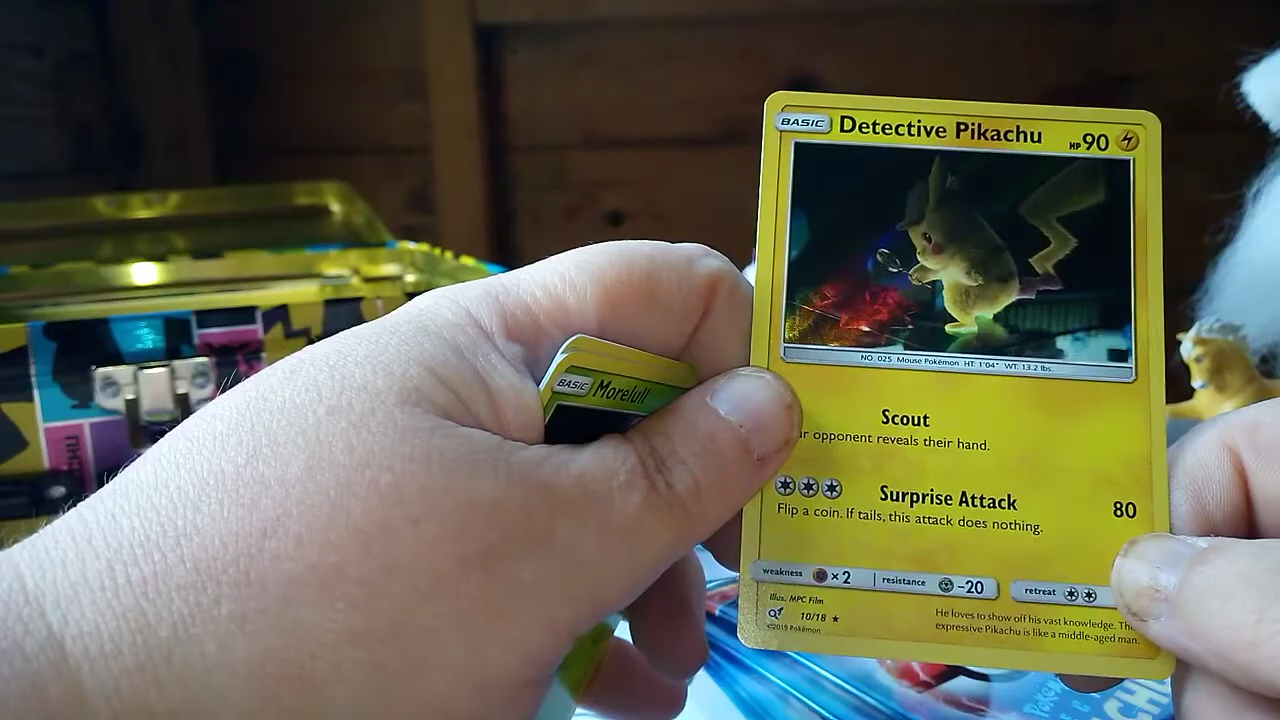 BASIC Detective Pikachu HP 90
NO. 025 Mouse Pokémon HT: 1'04" WT: 13.2 lbs.
Scout
opponent reveals their hand.
Surprise Attack 80
Flip a coin. If tails, this attack does nothing.
weakness ×2 resistance -20 retreat
Illus. MPC Film
10/18 ★
©2019 Pokémon
He loves to show off his vast knowledge.
expressive Pikachu is like a middle-aged man.
BASIC Morelull